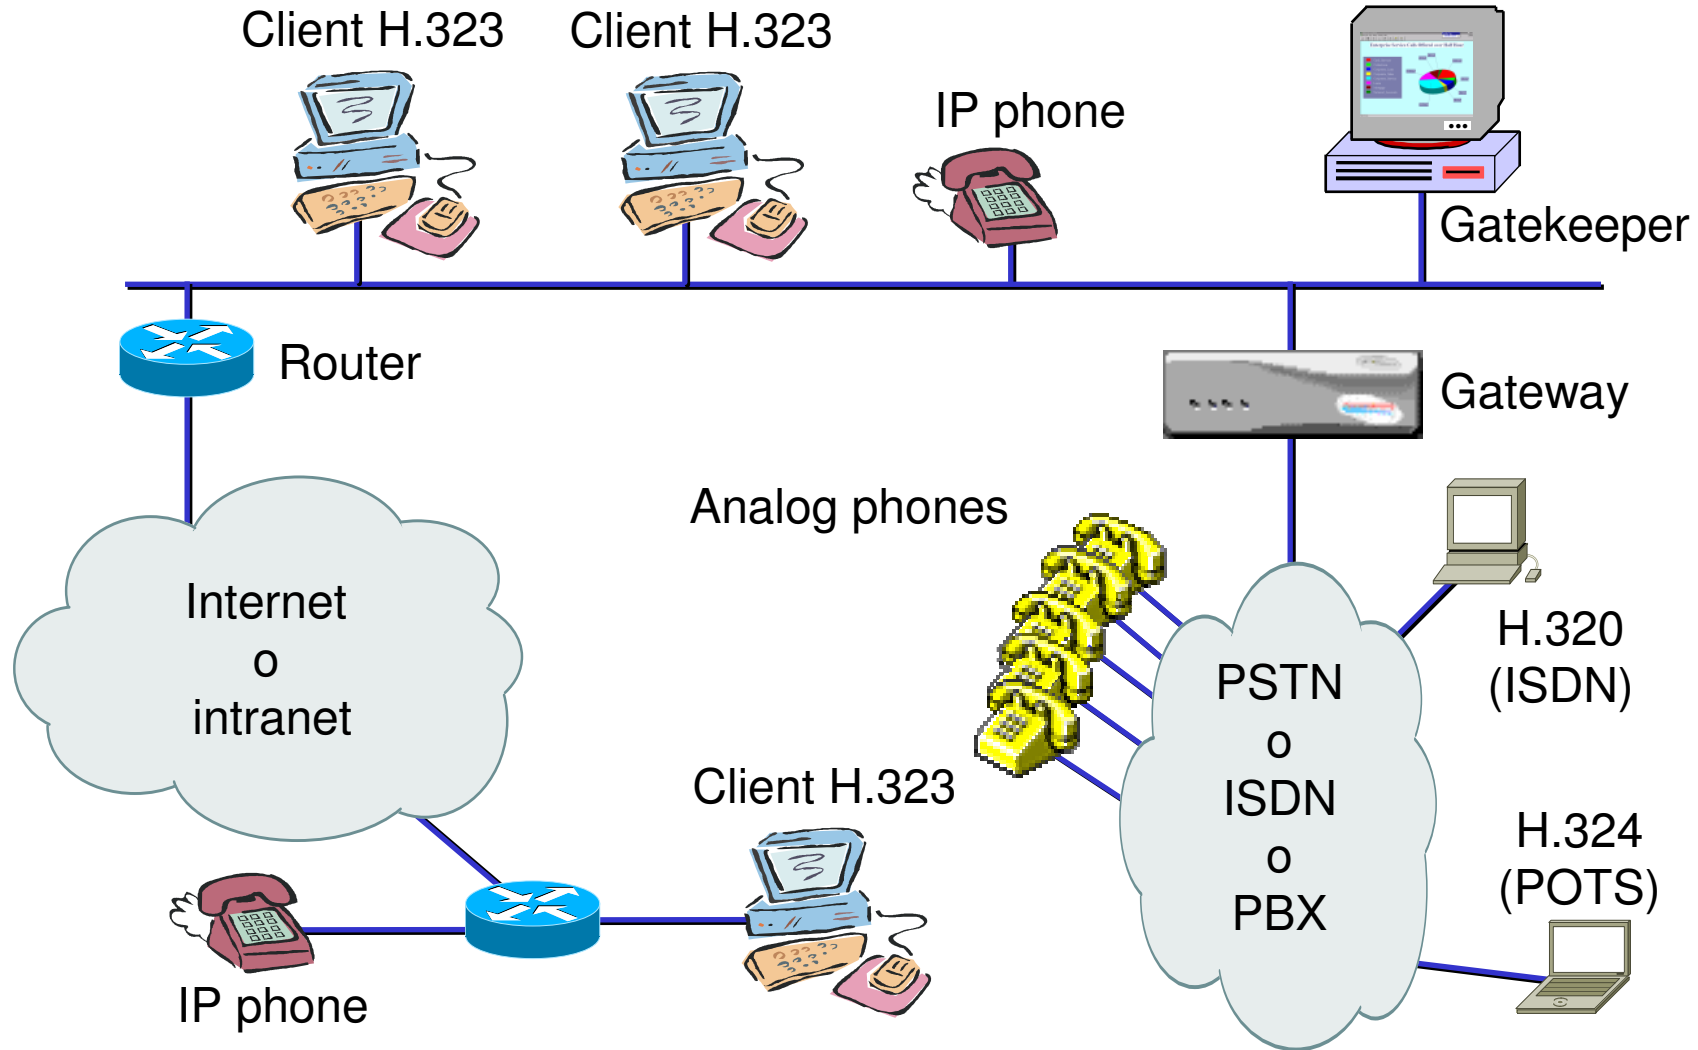 Client H.323
Client H.323
IP phone
Gatekeeper
Router
Gateway
Analog phones
Internet
o
intranet
H.320
(ISDN)
PSTN
o
ISDN
o
PBX
Client H.323
H.324
(POTS)
IP phone